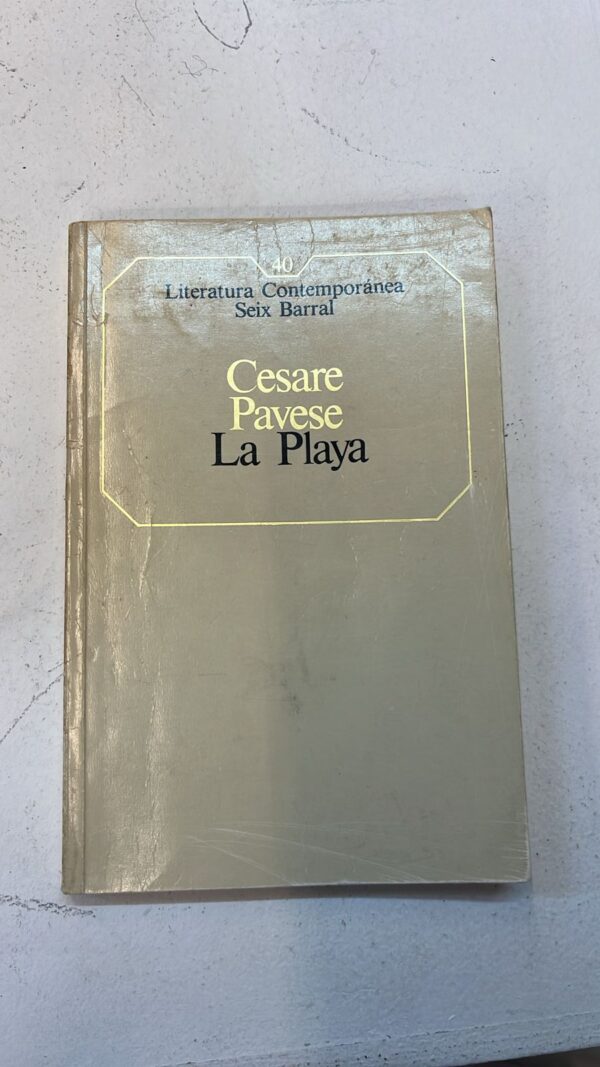 40
Literatura Contemporánea
Seix Barral
Cesare
Pavese
La Playa